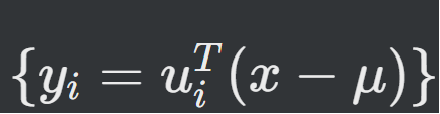 {y_i = u_i^T(x − μ)}